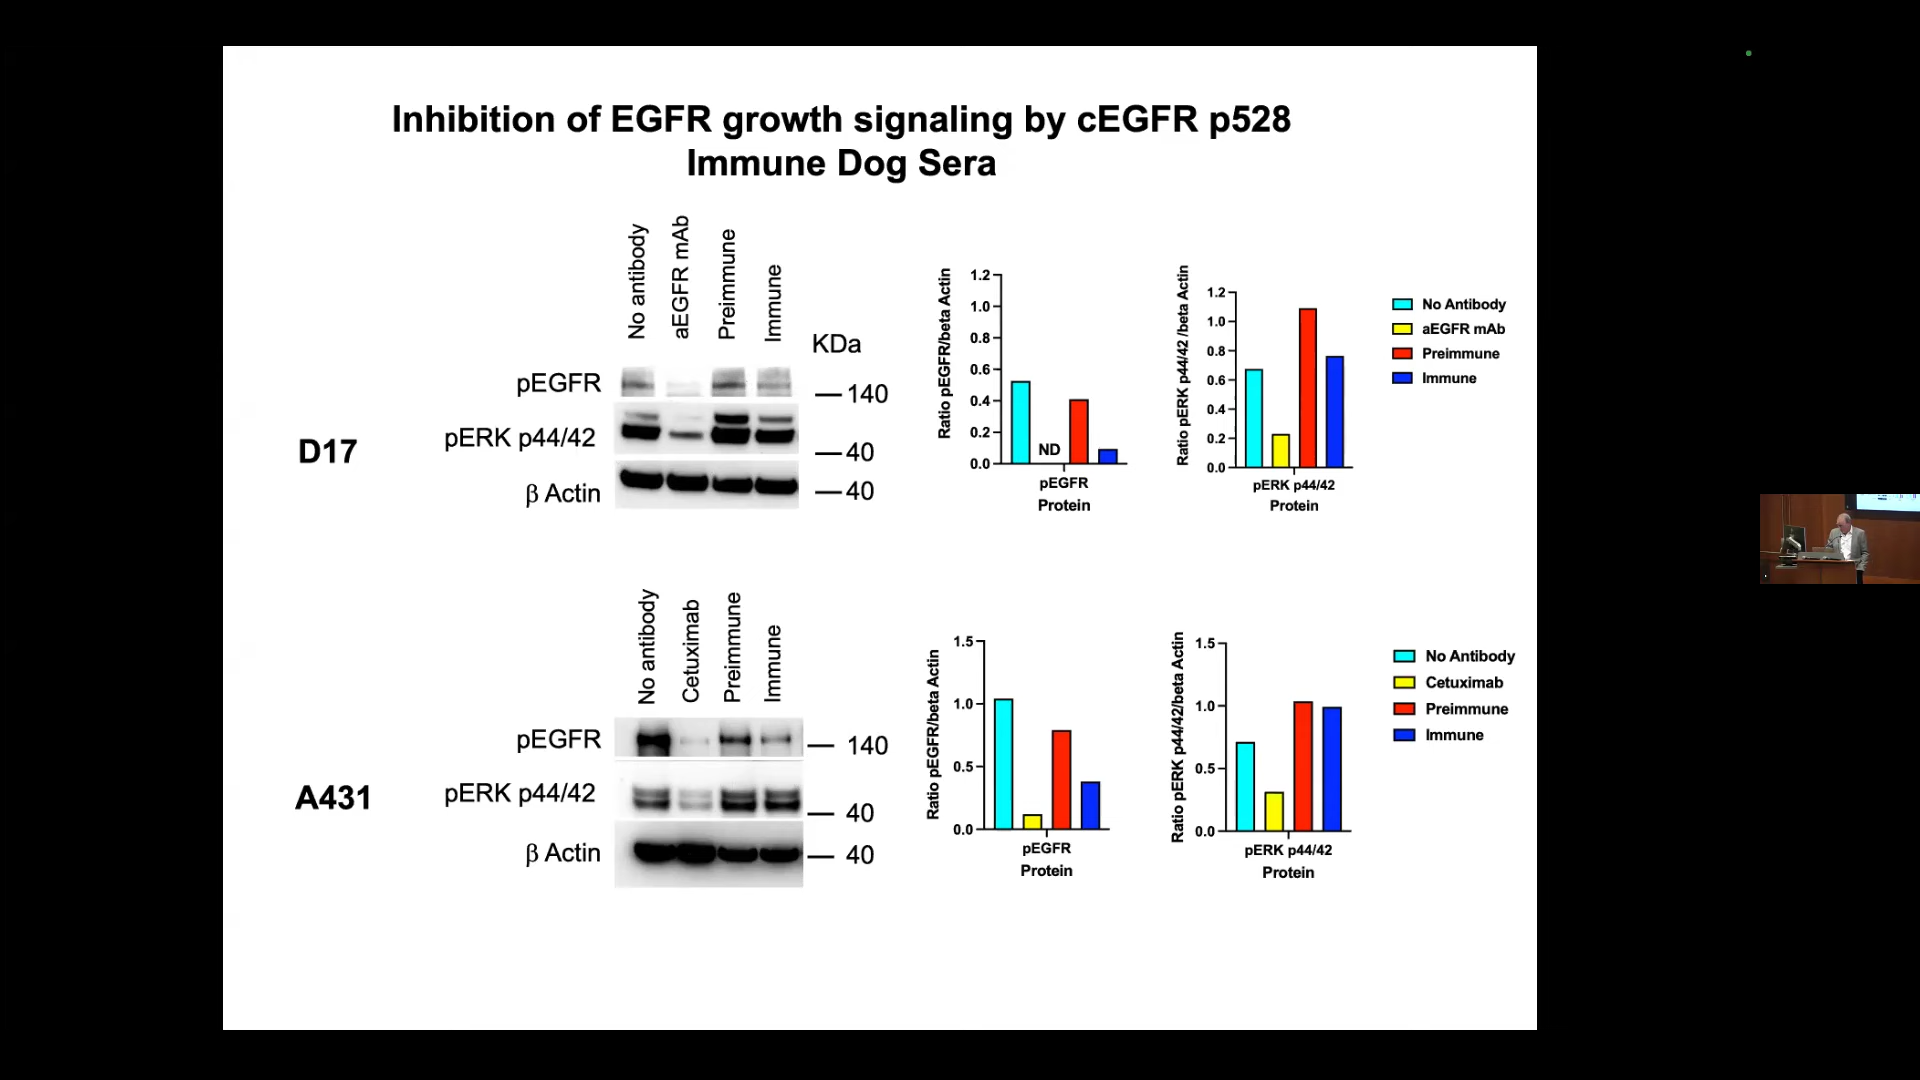 Inhibition of EGFR growth signaling by cEGFR p528
Immune Dog Sera
No antibody
aEGFR mAb
Preimmune
Immune
KDa
pEGFR
140
pERK p44/42
40
D17
β Actin
40
Ratio pEGFR/beta Actin
1.2
1.0
0.8
0.6
0.4
0.2
0.0
ND
pEGFR
Protein
Ratio pERK p44/42 /beta Actin
1.2
1.0
0.8
0.6
0.4
0.2
0.0
pERK p44/42
Protein
No Antibody
aEGFR mAb
Preimmune
Immune
No antibody
Cetuximab
Preimmune
Immune
pEGFR
140
pERK p44/42
40
A431
β Actin
40
Ratio pEGFR/beta Actin
1.5
1.0
0.5
0.0
pEGFR
Protein
Ratio pERK p44/42/beta Actin
1.5
1.0
0.5
0.0
pERK p44/42
Protein
No Antibody
Cetuximab
Preimmune
Immune